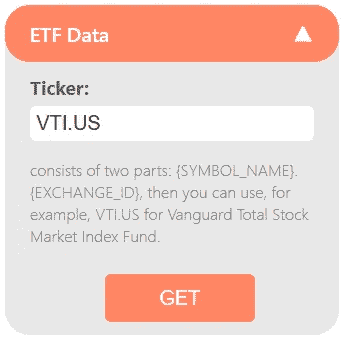 ETF Data
Ticker:
VTI.US
consists of two parts: {SYMBOL_NAME}.
{EXCHANGE_ID}, then you can use, for
example, VTI.US for Vanguard Total Stock
Market Index Fund.
GET